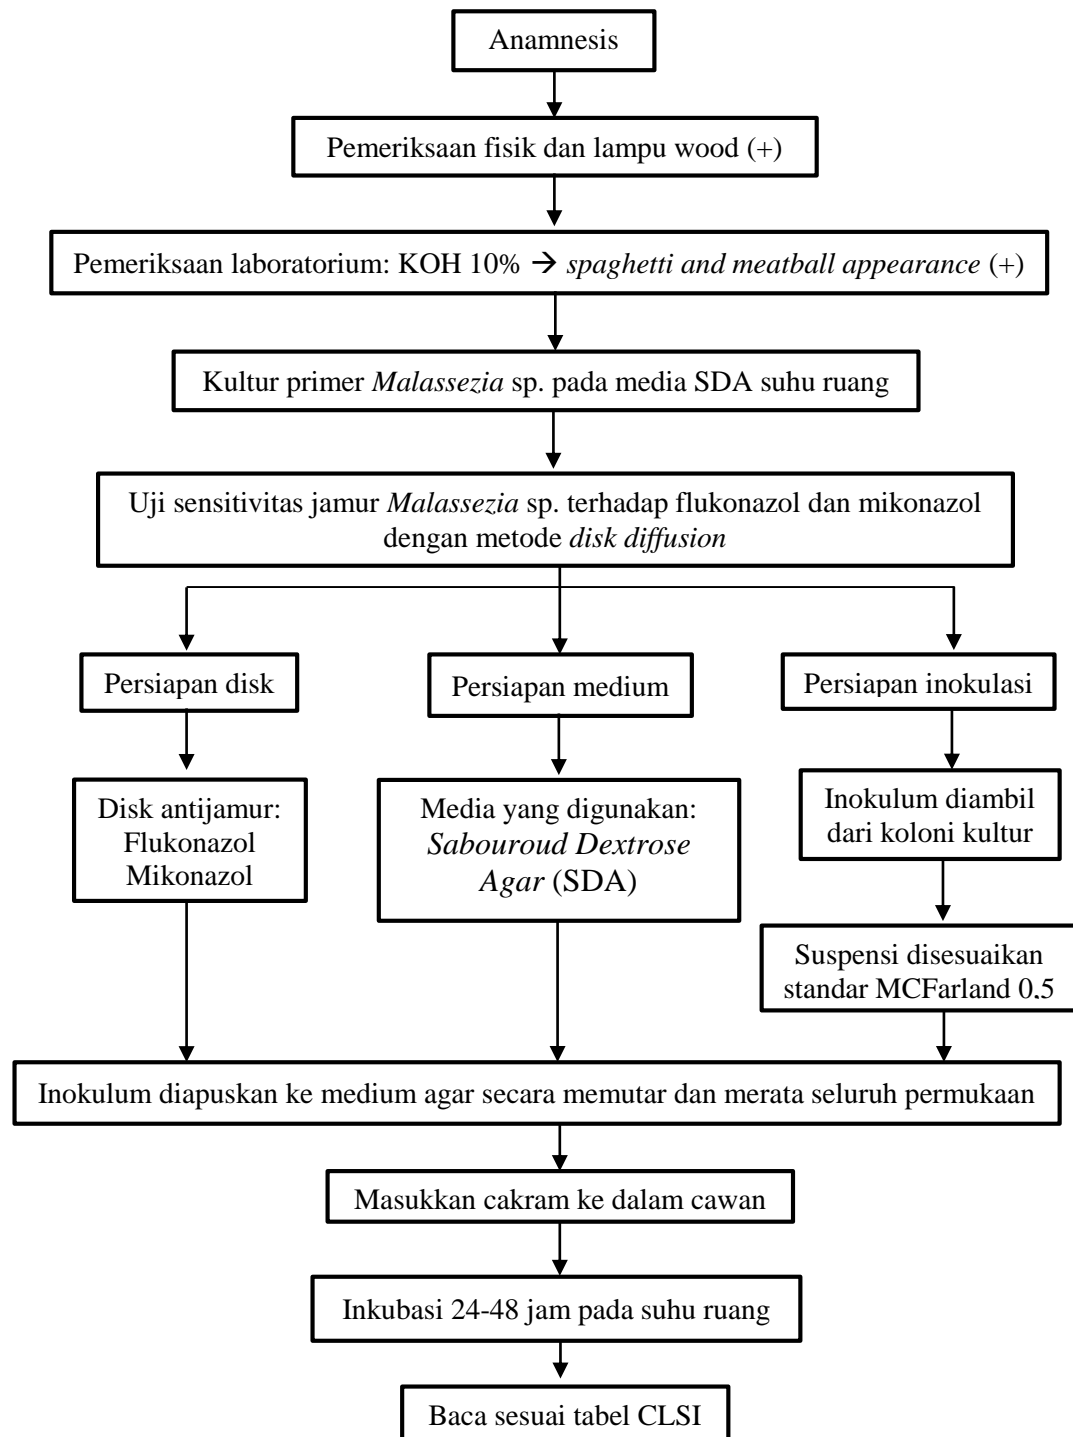 Anamnesis
Pemeriksaan fisik dan lampu wood (+)
Pemeriksaan laboratorium: KOH 10% → spaghetti and meatball appearance (+)
Kultur primer Malassezia sp. pada media SDA suhu ruang
Uji sensitivitas jamur Malassezia sp. terhadap flukonazol dan mikonazol
dengan metode disk diffusion
Persiapan disk
Persiapan medium
Persiapan inokulasi
Disk antijamur:
Flukonazol
Mikonazol
Media yang digunakan:
Sabouroud Dextrose
Agar (SDA)
Inokulum diambil
dari koloni kultur
Suspensi disesuaikan
standar MCFarland 0,5
Inokulum diapuskan ke medium agar secara memutar dan merata seluruh permukaan
Masukkan cakram ke dalam cawan
Inkubasi 24-48 jam pada suhu ruang
Baca sesuai tabel CLSI